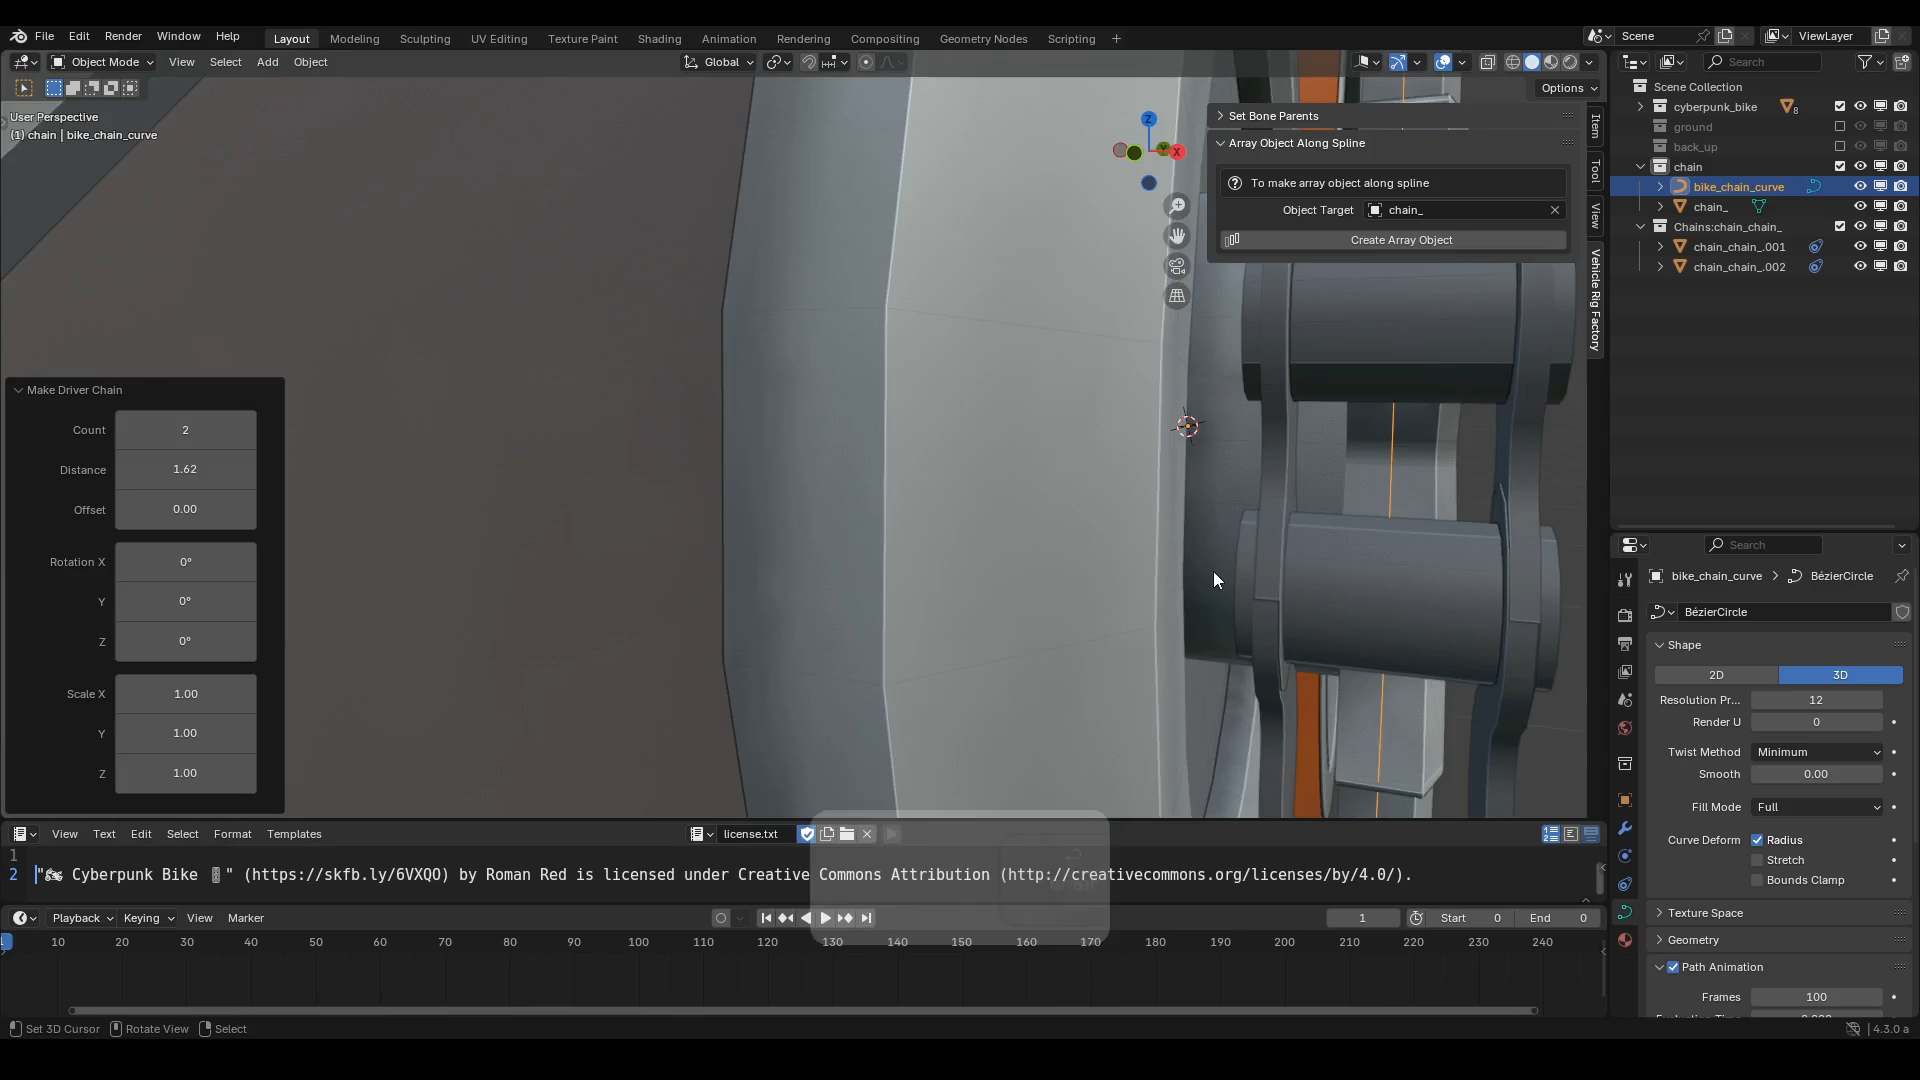 File Edit Render Window Help Layout Modeling Sculpting UV Editing Texture Paint Shading Animation Rendering Compositing Geometry Nodes Scripting + Scene ViewLayer
Object Mode View Select Add Object Global Search
Options
User Perspective
(1) chain | bike_chain_curve
Z
X
Set Bone Parents
Array Object Along Spline
To make array object along spline
Object Target chain_
Create Array Object
Item
Tool
View
Vehicle Rig Factory
Scene Collection
cyberpunk_bike 8
ground
back_up
chain
bike_chain_curve
chain_
Chains:chain_chain_
chain_chain_.001
chain_chain_.002
Make Driver Chain
Count 2
Distance 1.62
Offset 0.00
Rotation X 0°
Y 0°
Z 0°
Scale X 1.00
Y 1.00
Z 1.00
Search
bike_chain_curve > BézierCircle
BézierCircle
Shape
2D 3D
Resolution Pr... 12
Render U 0
Twist Method Minimum
Smooth 0.00
Fill Mode Full
Curve Deform Radius
Stretch
Bounds Clamp
Texture Space
Geometry
Path Animation
Frames 100
View Text Edit Select Format Templates license.txt
1
2 "🏍 Cyberpunk Bike 🚦" (https://skfb.ly/6VXQO) by Roman Red is licensed under Creative Commons Attribution (http://creativecommons.org/licenses/by/4.0/).
Playback Keying View Marker 1 Start 0 End 0
10 20 30 40 50 60 70 80 90 100 110 120 130 140 150 160 170 180 190 200 210 220 230 240
Set 3D Cursor Rotate View Select 4.3.0 a